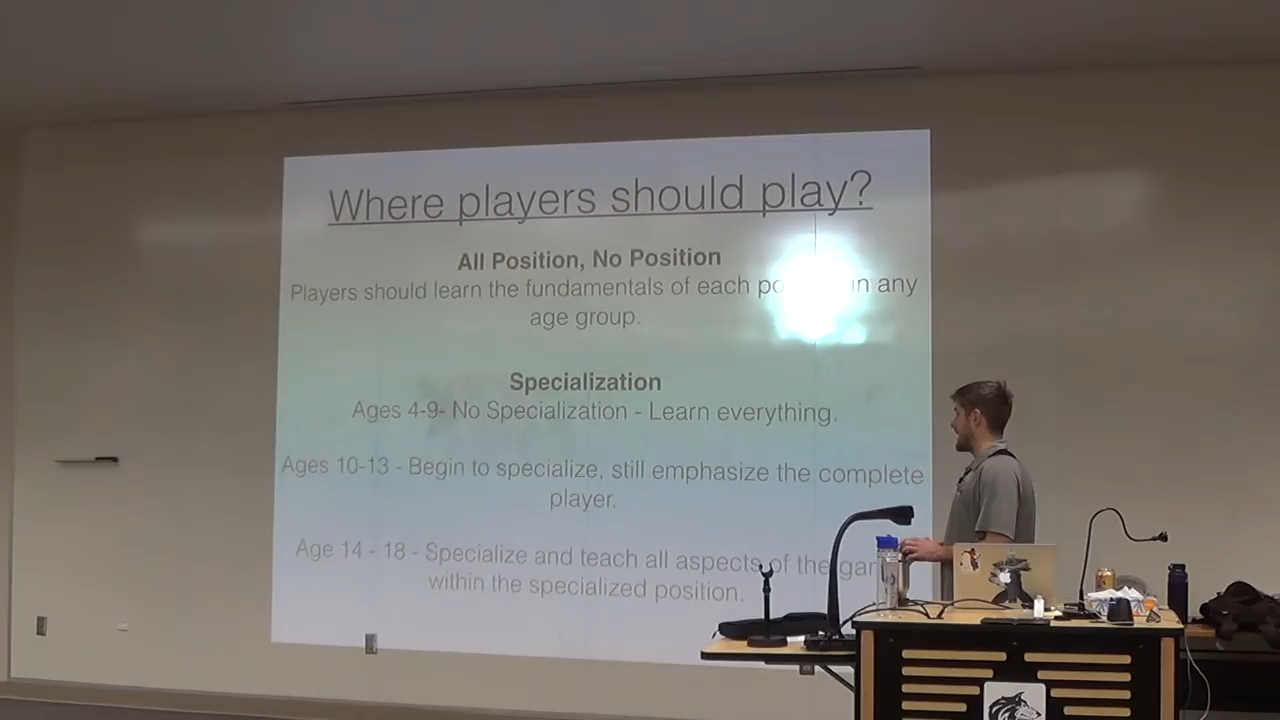 Where players should play?
All Position, No Position
Players should learn the fundamentals of each in any
age group.
Specialization
Ages 4-9- No Specialization - Learn everything.
Ages 10-13 - Begin to specialize, still emphasize the complete
player.
Age 14 - 18 - Specialize and teach all aspects of the
within the specialized position.